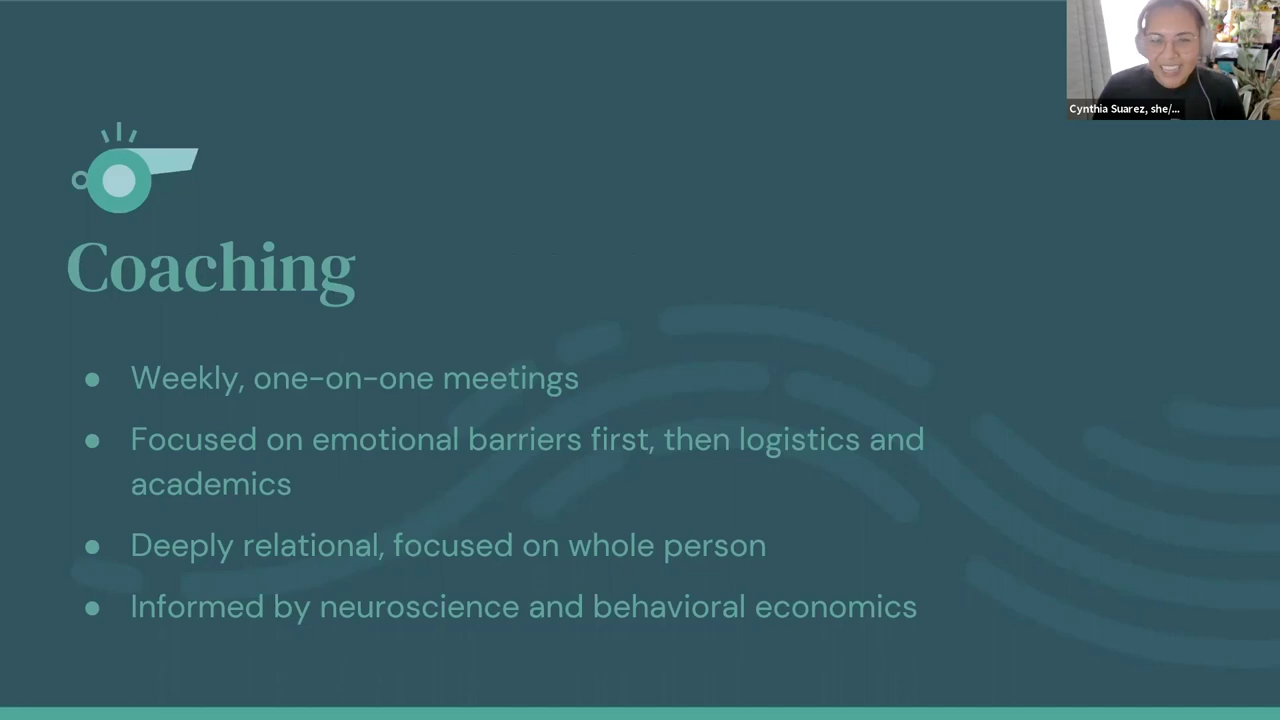 Cynthia Suarez, she/...
Coaching
● Weekly, one-on-one meetings
● Focused on emotional barriers first, then logistics and
academics
● Deeply relational, focused on whole person
● Informed by neuroscience and behavioral economics